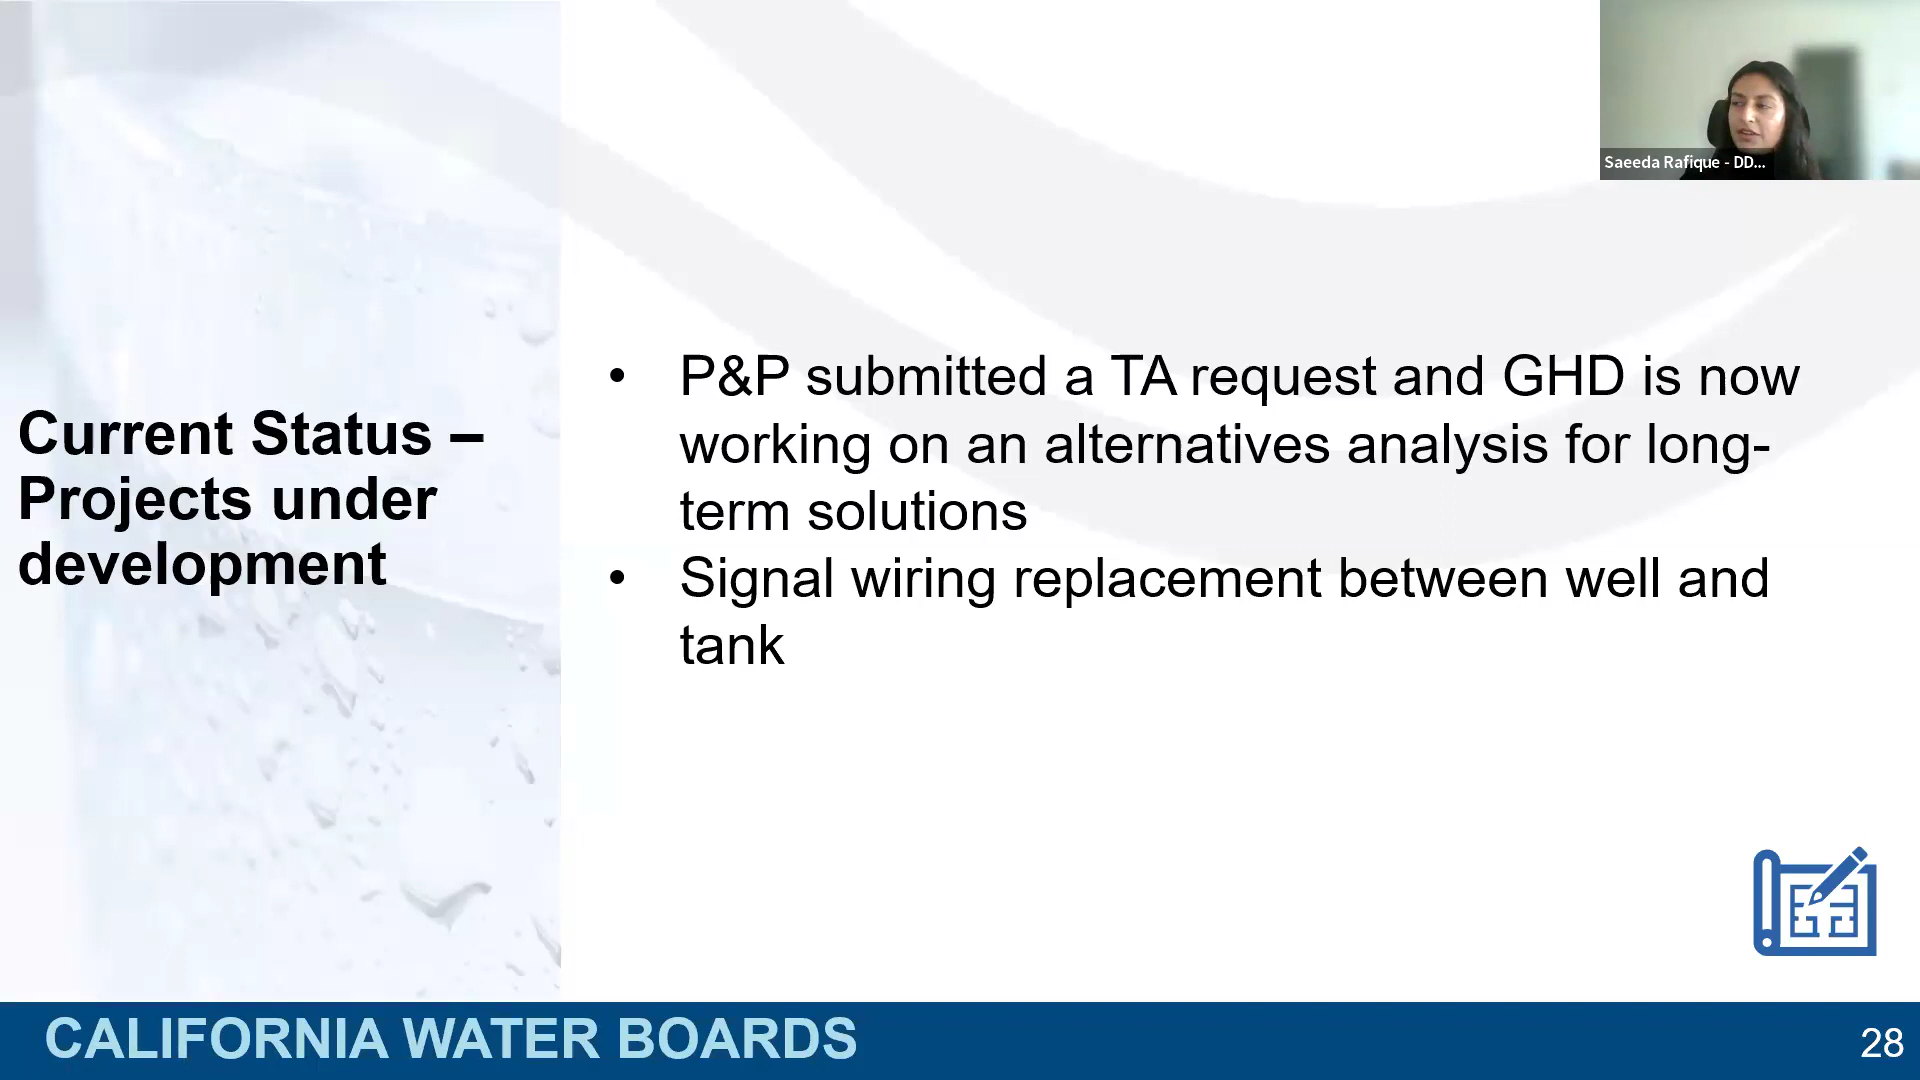 Saeeda Rafique - DD...
Current Status –
Projects under
development
• P&P submitted a TA request and GHD is now
working on an alternatives analysis for long-
term solutions
• Signal wiring replacement between well and
tank
CALIFORNIA WATER BOARDS
28